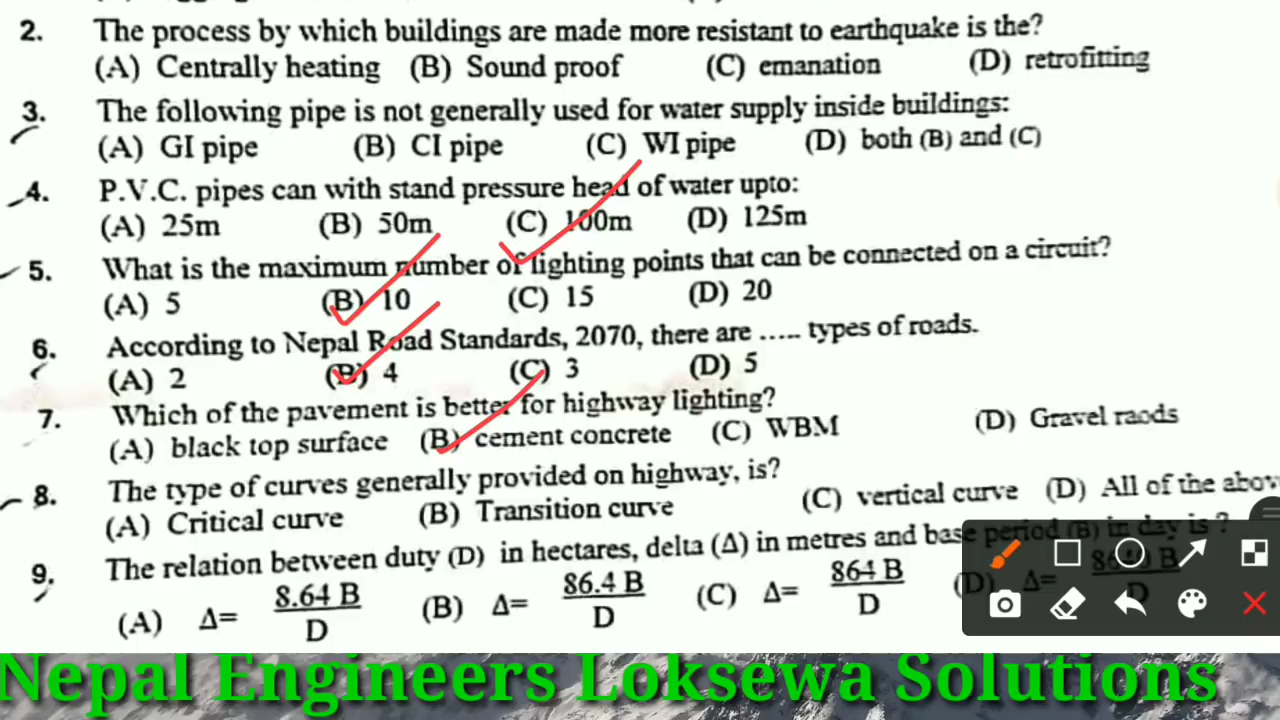 2. The process by which buildings are made more resistant to earthquake is the?
(A) Centrally heating (B) Sound proof (C) emanation (D) retrofitting
3. The following pipe is not generally used for water supply inside buildings:
(A) GI pipe (B) CI pipe (C) WI pipe (D) both (B) and (C)
4. P.V.C. pipes can with stand pressure head of water upto:
(A) 25m (B) 50m (C) 100m (D) 125m
5. What is the maximum number of lighting points that can be connected on a circuit?
(A) 5 (B) 10 (C) 15 (D) 20
6. According to Nepal Road Standards, 2070, there are ..... types of roads.
(A) 2 (B) 4 (C) 3 (D) 5
7. Which of the pavement is better for highway lighting?
(A) black top surface (B) cement concrete (C) WBM (D) Gravel raods
8. The type of curves generally provided on highway, is?
(A) Critical curve (B) Transition curve (C) vertical curve (D) All of the abov
9. The relation between duty (D) in hectares, delta (Δ) in metres and base period (B) in day is ?
(A) Δ= 8.64 B / D (B) Δ= 86.4 B / D (C) Δ= 864 B / D (D) Δ=
Nepal Engineers Loksewa Solutions